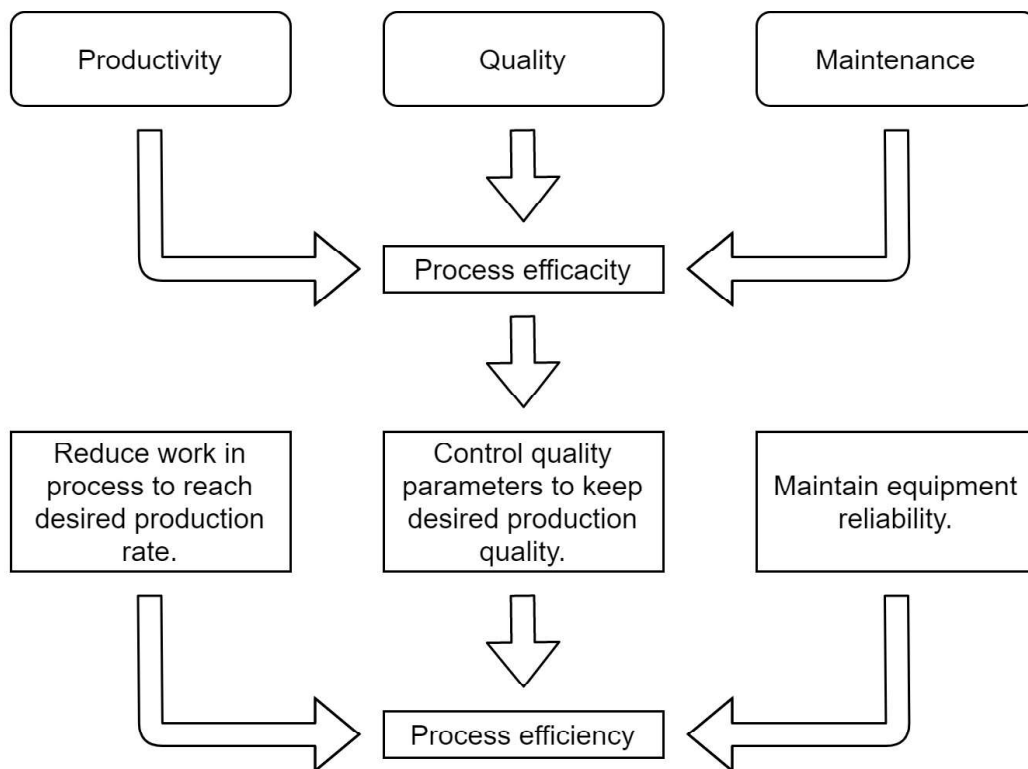 Productivity
Quality
Maintenance
Process efficacity
Reduce work in
process to reach
desired production
rate.
Control quality
parameters to keep
desired production
quality.
Maintain equipment
reliability.
Process efficiency